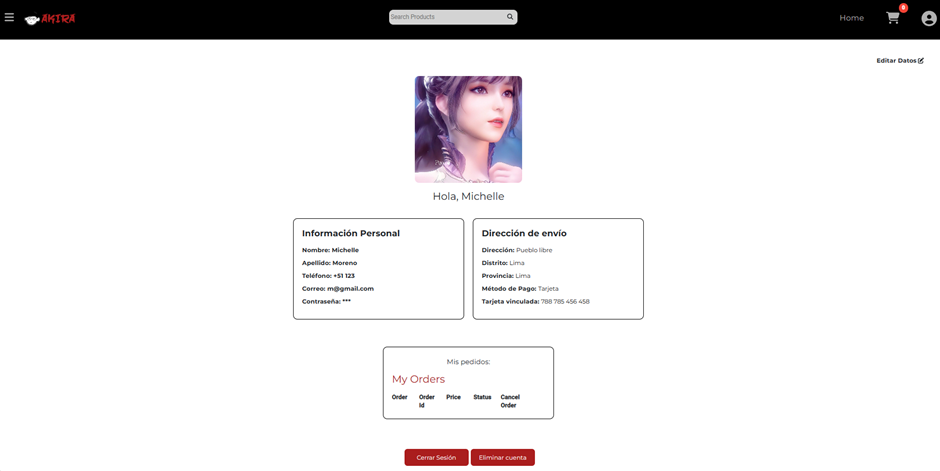 AKIRA
Search Products
Home
0
Editar Datos
Hola, Michelle
Información Personal
Nombre: Michelle
Apellido: Moreno
Teléfono: +51 123
Correo: m@gmail.com
Contraseña: ***
Dirección de envío
Dirección: Pueblo libre
Distrito: Lima
Provincia: Lima
Método de Pago: Tarjeta
Tarjeta vinculada: 788 785 456 458
Mis pedidos:
My Orders
Order Order Id Price Status Cancel Order
Cerrar Sesión Eliminar cuenta